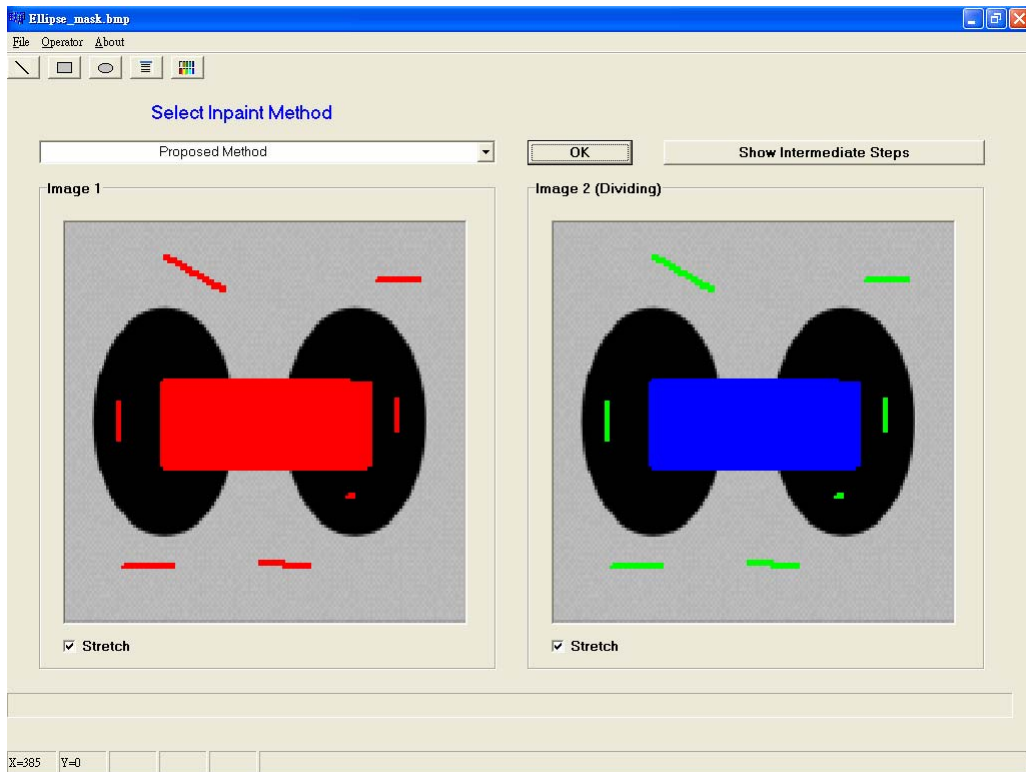 Ellipse_mask.bmp
File Operator About
Select Inpaint Method
Proposed Method
OK
Show Intermediate Steps
Image 1
Image 2 (Dividing)
Stretch
Stretch
X=385 Y=0